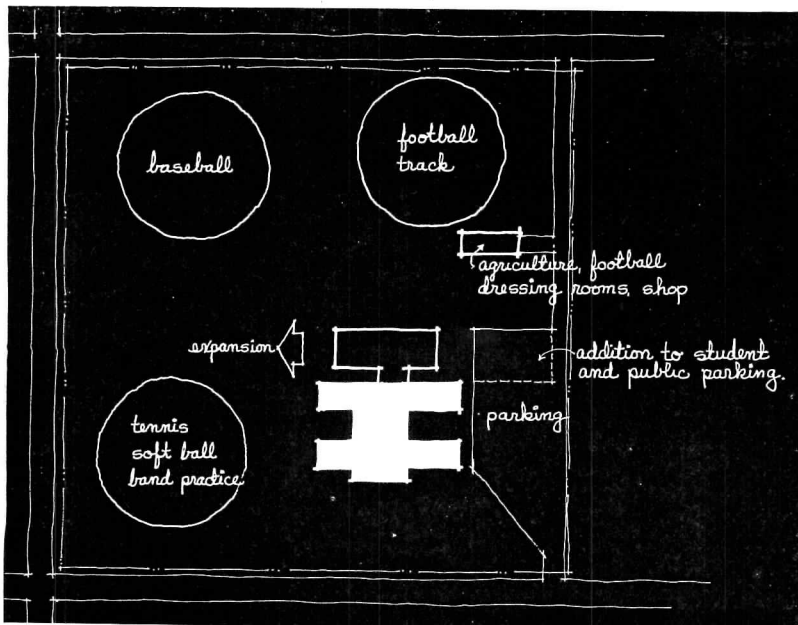 baseball
football
track
agriculture, football
dressing rooms, shop
expansion
addition to student
and public parking.
parking
tennis
soft ball
band practice